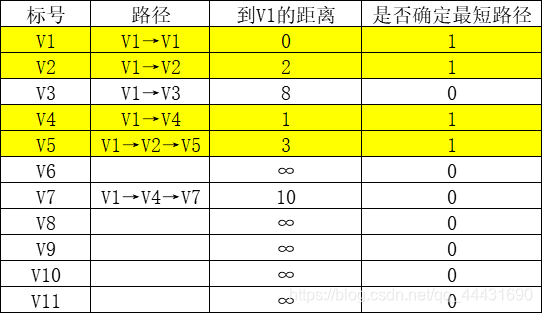 标号 路径 到V1的距离 是否确定最短路径
V1 V1→V1 0 1
V2 V1→V2 2 1
V3 V1→V3 8 0
V4 V1→V4 1 1
V5 V1→V2→V5 3 1
V6 ∞ 0
V7 V1→V4→V7 10 0
V8 ∞ 0
V9 ∞ 0
V10 ∞ 0
V11 ∞ 0
https://blog.csdn.net/qq_44431690